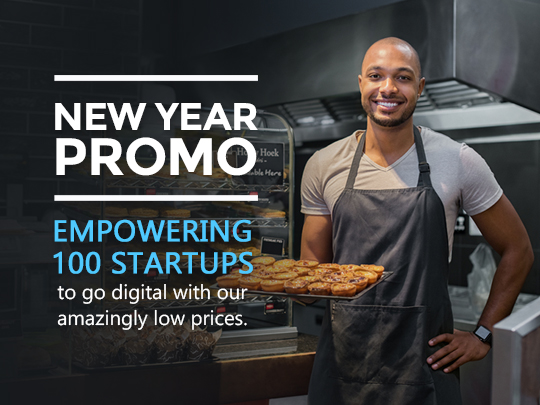 NEW YEAR
PROMO
EMPOWERING
100 STARTUPS
to go digital with our
amazingly low prices.